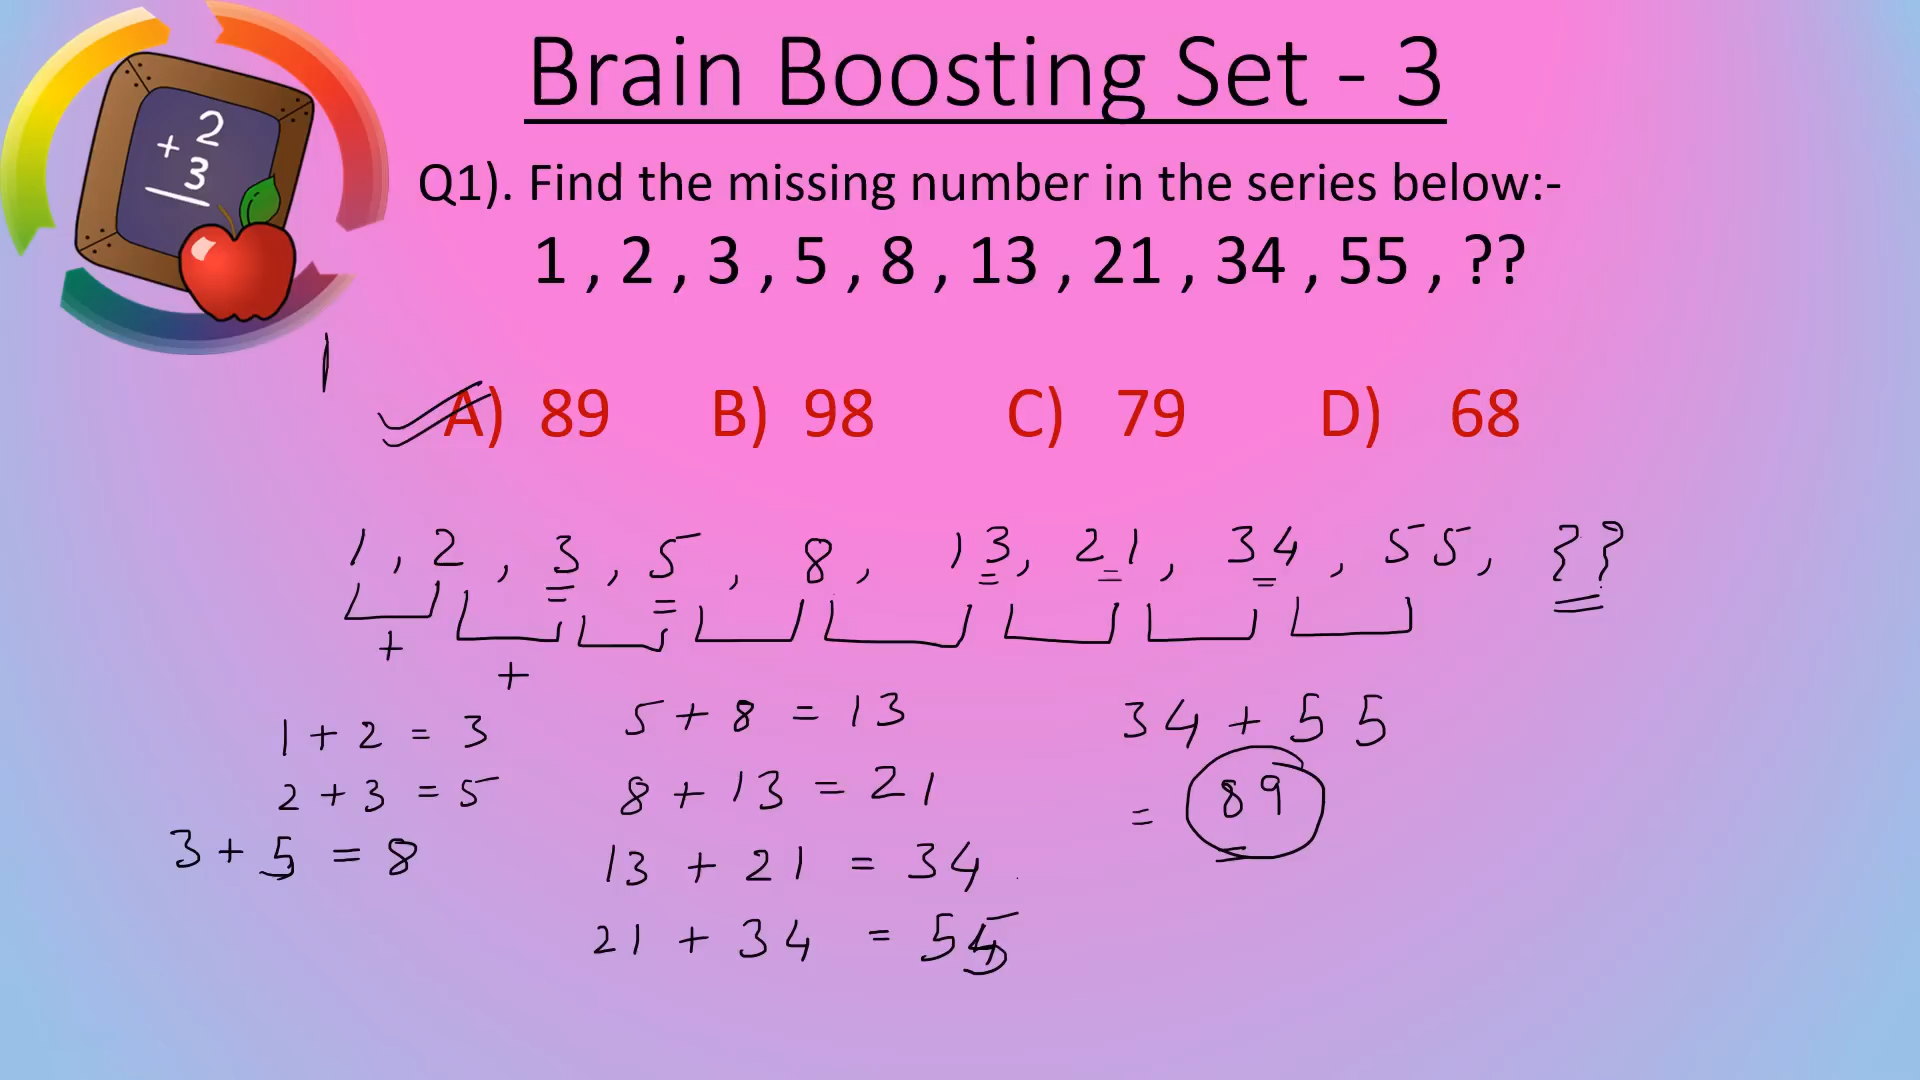 Brain Boosting Set - 3
2
+ 3
Q1). Find the missing number in the series below:-
1 , 2 , 3 , 5 , 8 , 13 , 21 , 34 , 55 , ??
A) 89 B) 98 C) 79 D) 68
1, 2, 3, 5, 8, 13, 21, 34, 55, ??
+ +
1 + 2 = 3
2 + 3 = 5
3 + 5 = 8
5 + 8 = 13
8 + 13 = 21
13 + 21 = 34
21 + 34 = 55
34 + 55
= 89